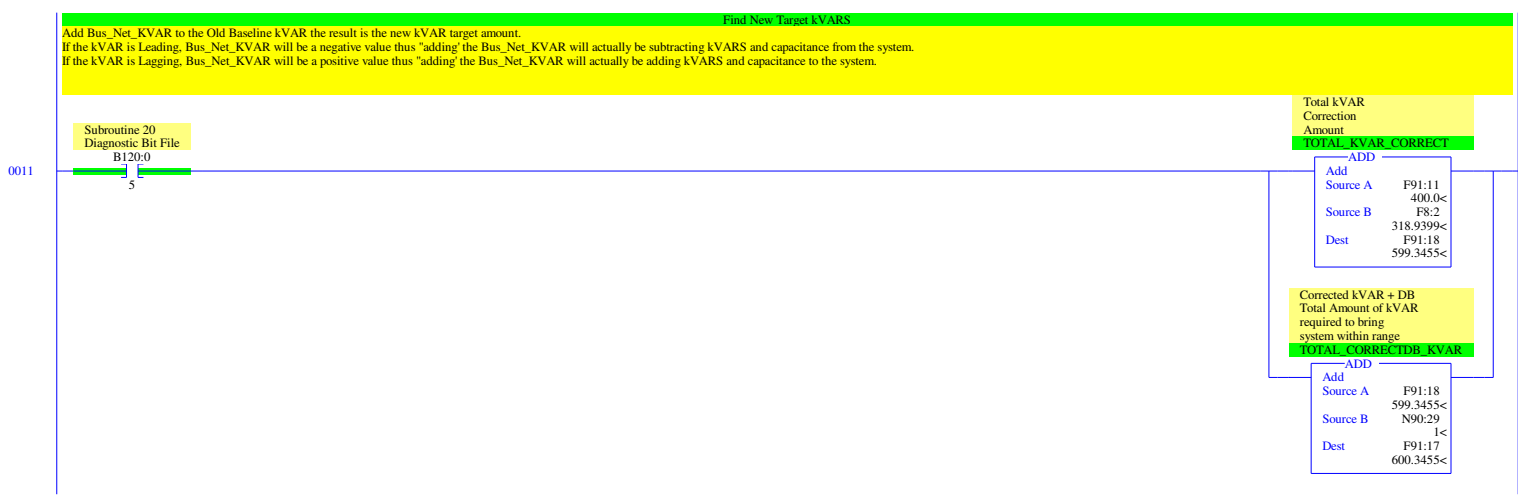 Find New Target kVARS
Add Bus_Net_KVAR to the Old Baseline kVAR the result is the new kVAR target amount.
If the kVAR is Leading, Bus_Net_KVAR will be a negative value thus "adding' the Bus_Net_KVAR will actually be subtracting kVARS and capacitance from the system.
If the kVAR is Lagging, Bus_Net_KVAR will be a positive value thus "adding' the Bus_Net_KVAR will actually be adding kVARS and capacitance to the system.
Subroutine 20
Diagnostic Bit File
B120:0
5
0011
Total kVAR
Correction
Amount
TOTAL_KVAR_CORRECT
ADD
Add
Source A F91:11
400.0<
Source B F8:2
318.9399<
Dest F91:18
599.3455<
Corrected kVAR + DB
Total Amount of kVAR
required to bring
system within range
TOTAL_CORRECTDB_KVAR
ADD
Add
Source A F91:18
599.3455<
Source B N90:29
1<
Dest F91:17
600.3455<